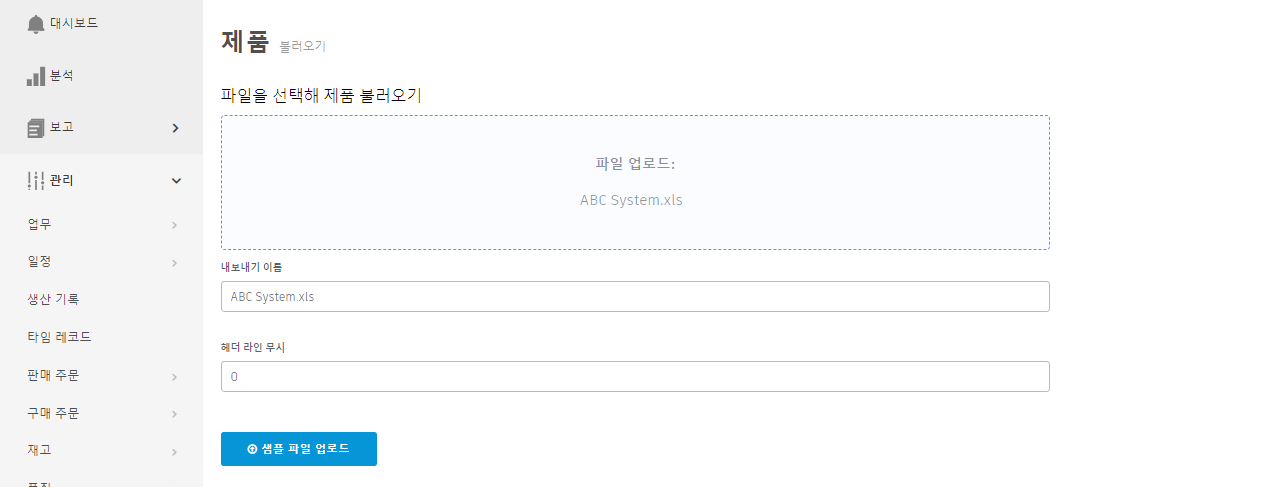 대시보드
분석
보고
관리
업무
일정
생산 기록
타임 레코드
판매 주문
구매 주문
재고
제품 불러오기
파일을 선택해 제품 불러오기
파일 업로드:
ABC System.xls
내보내기 이름
ABC System.xls
헤더 라인 무시
0
샘플 파일 업로드